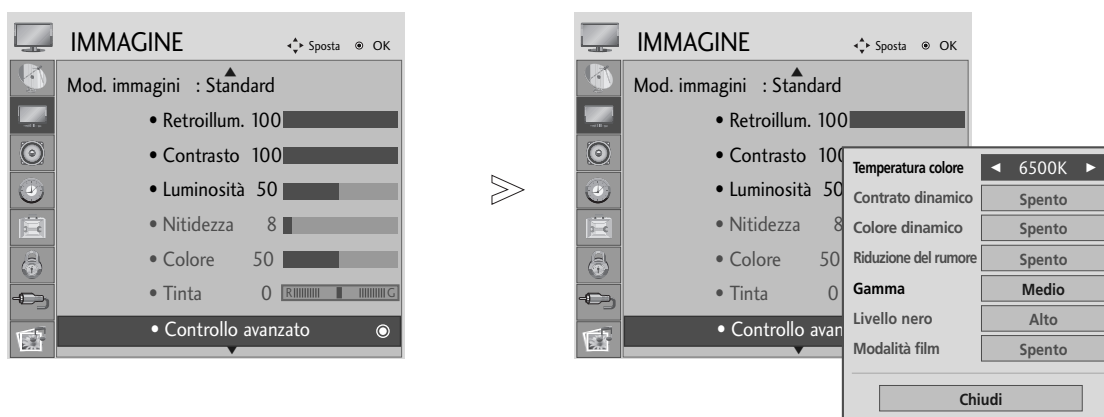 IMMAGINE
Sposta OK
Mod. immagini : Standard
• Retroillum. 100
• Contrasto 100
• Luminosità 50
• Nitidezza 8
• Colore 50
• Tinta 0 R G
• Controllo avanzato
IMMAGINE
Sposta OK
Mod. immagini : Standard
• Retroillum. 100
• Contrasto 100
• Luminosità 50
• Nitidezza 8
• Colore 50
• Tinta 0
• Controllo avan
Temperatura colore 6500K
Contrato dinamico Spento
Colore dinamico Spento
Riduzione del rumore Spento
Gamma Medio
Livello nero Alto
Modalità film Spento
Chiudi